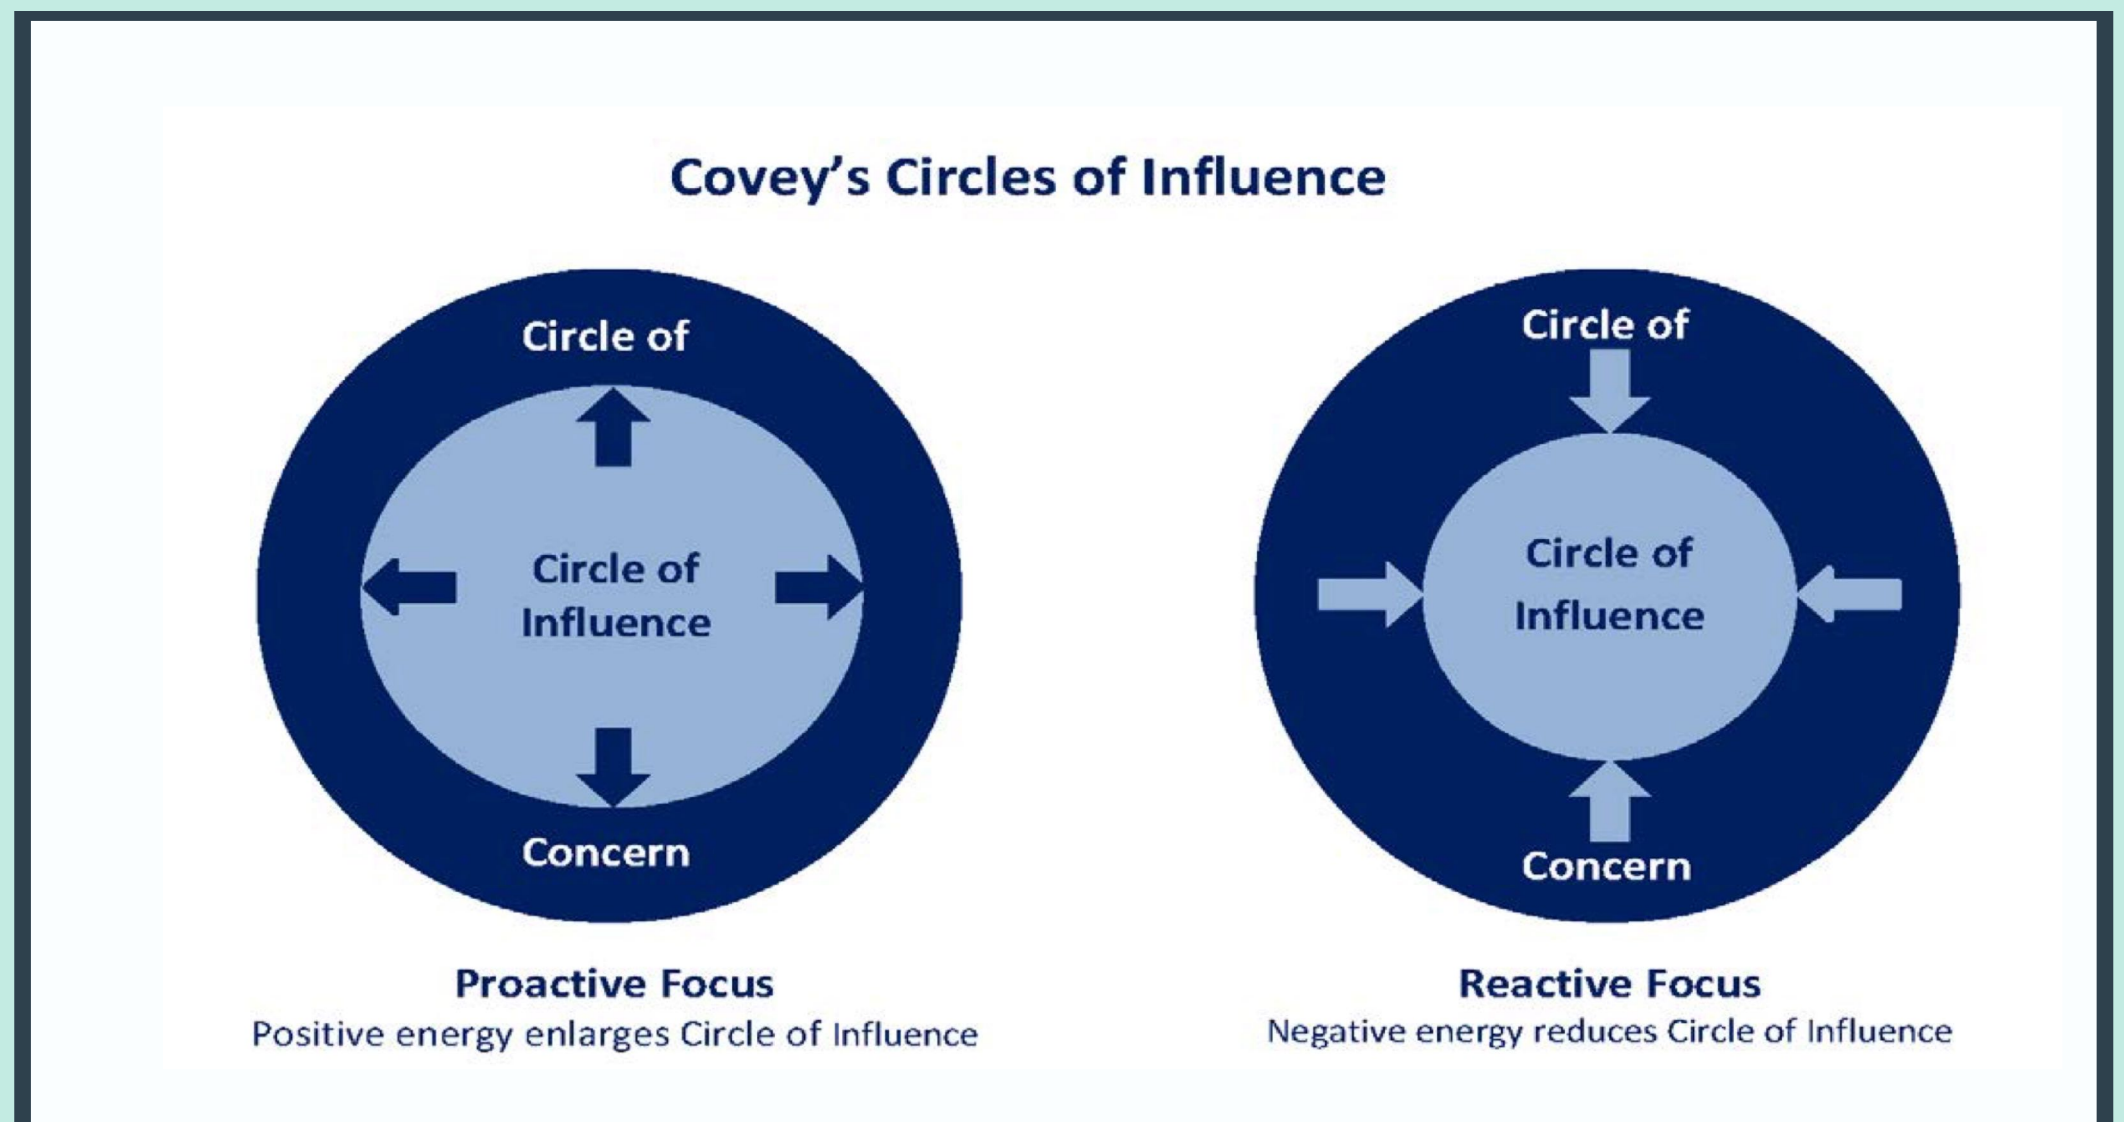 Covey’s Circles of Influence
Circle of
Circle of
Influence
Concern
Proactive Focus
Positive energy enlarges Circle of Influence
Circle of
Circle of
Influence
Concern
Reactive Focus
Negative energy reduces Circle of Influence